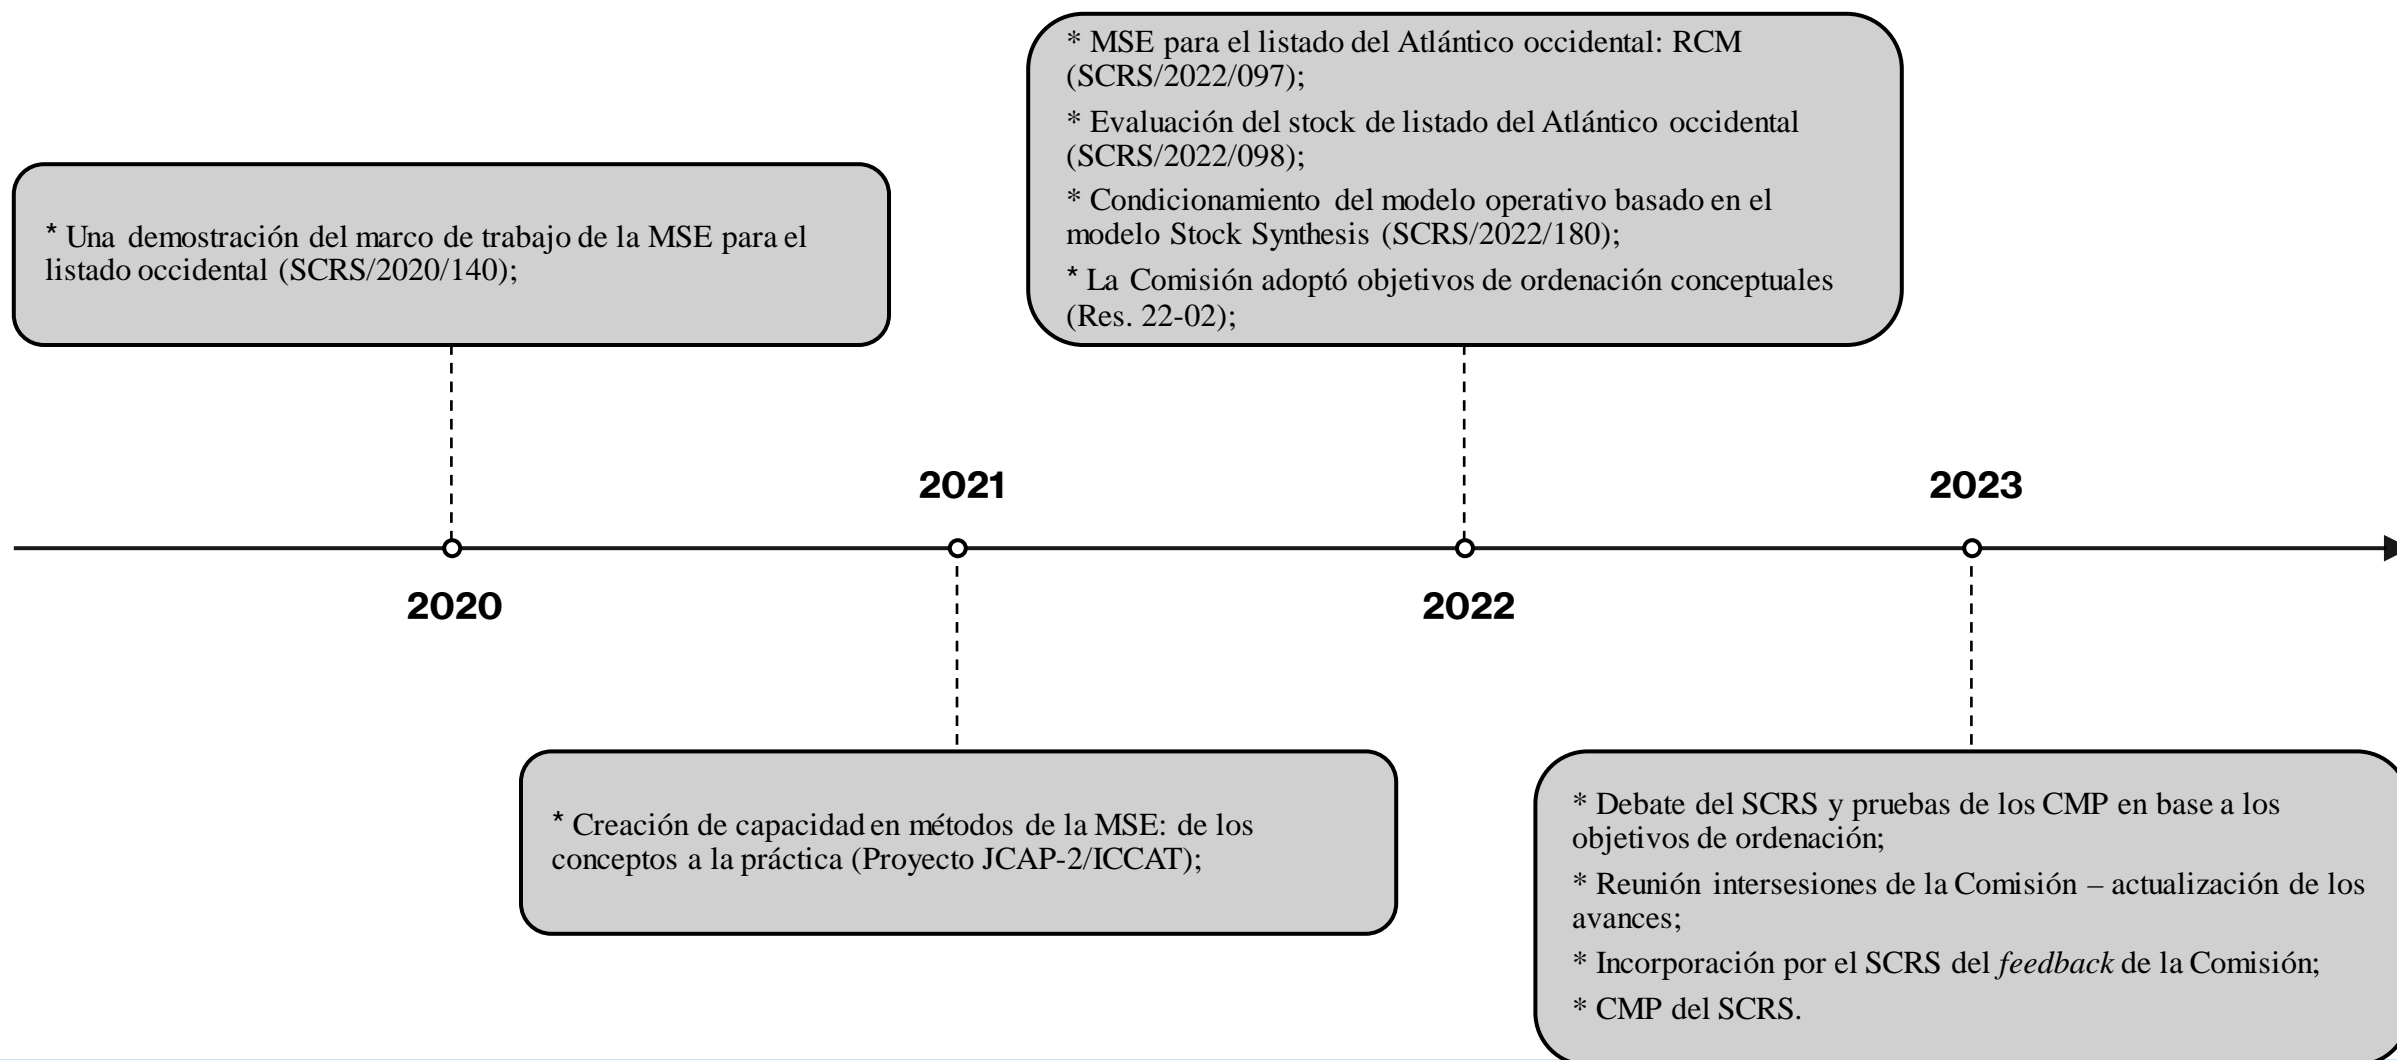 * Una demostración del marco de trabajo de la MSE para el
listado occidental (SCRS/2020/140);
2020
2021
* Creación de capacidad en métodos de la MSE: de los
conceptos a la práctica (Proyecto JCAP-2/ICCAT);
* MSE para el listado del Atlántico occidental: RCM
(SCRS/2022/097);
* Evaluación del stock de listado del Atlántico occidental
(SCRS/2022/098);
* Condicionamiento del modelo operativo basado en el
modelo Stock Synthesis (SCRS/2022/180);
* La Comisión adoptó objetivos de ordenación conceptuales
(Res. 22-02);
2022
2023
* Debate del SCRS y pruebas de los CMP en base a los
objetivos de ordenación;
* Reunión intersesiones de la Comisión – actualización de los
avances;
* Incorporación por el SCRS del feedback de la Comisión;
* CMP del SCRS.